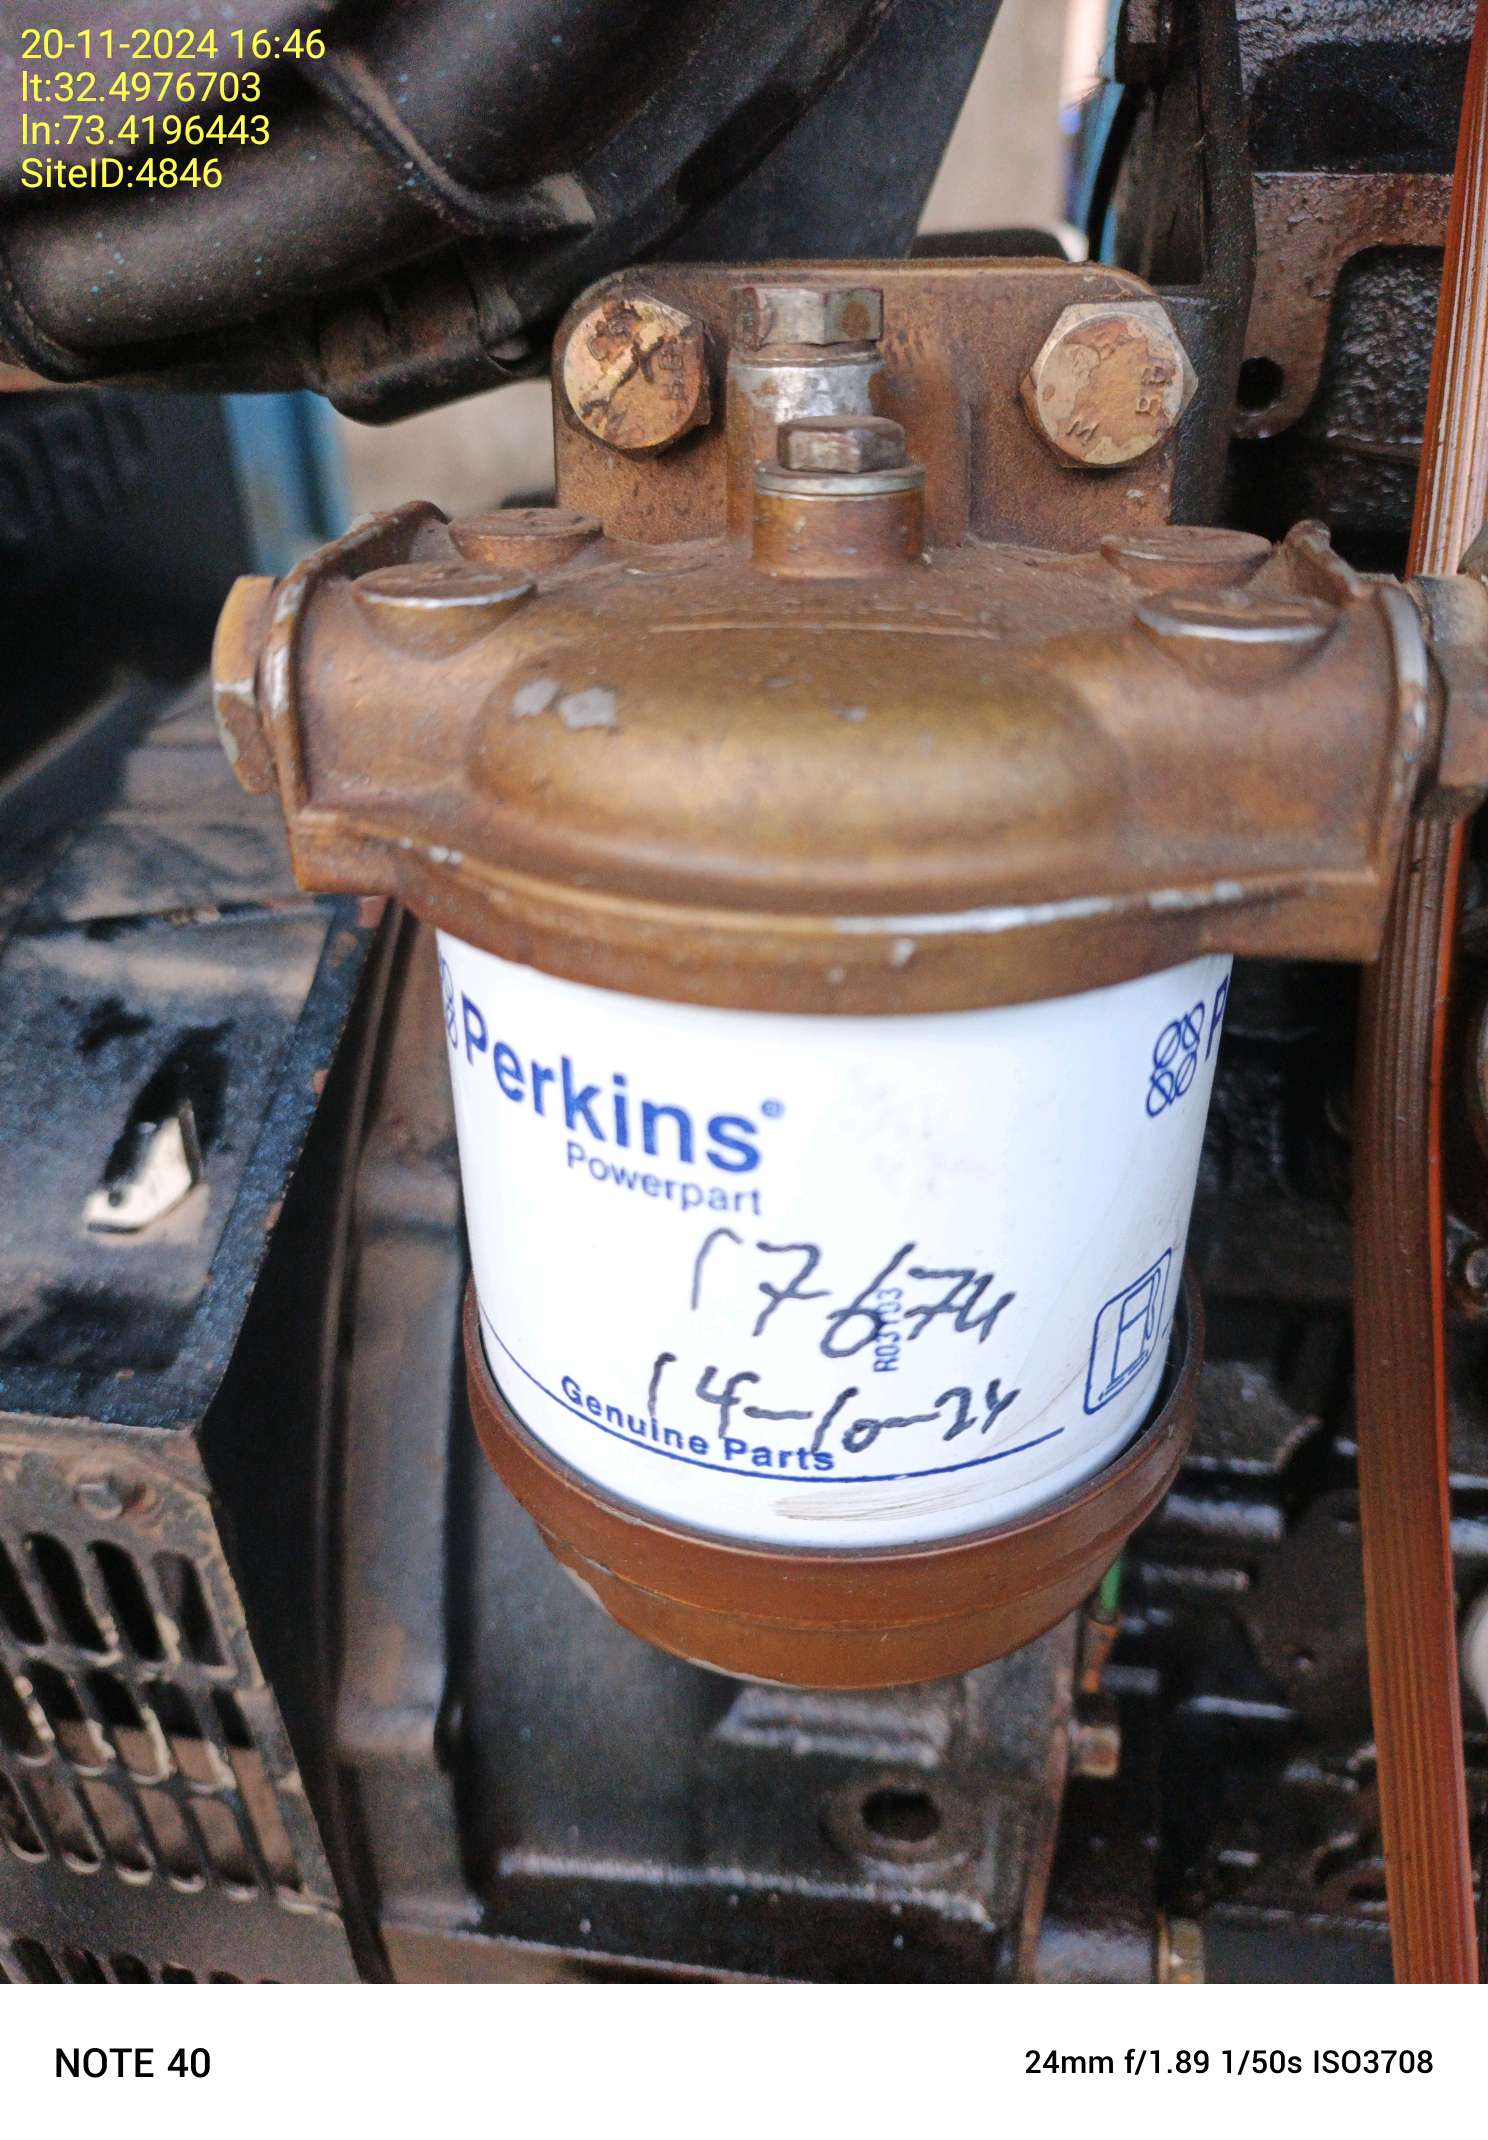 20-11-2024 16:46
lt:32.4976703
ln:73.4196443
SiteID:4846
Perkins®
Powerpart
17674
14-10-24
Genuine Parts
NOTE 40
24mm f/1.89 1/50s ISO3708